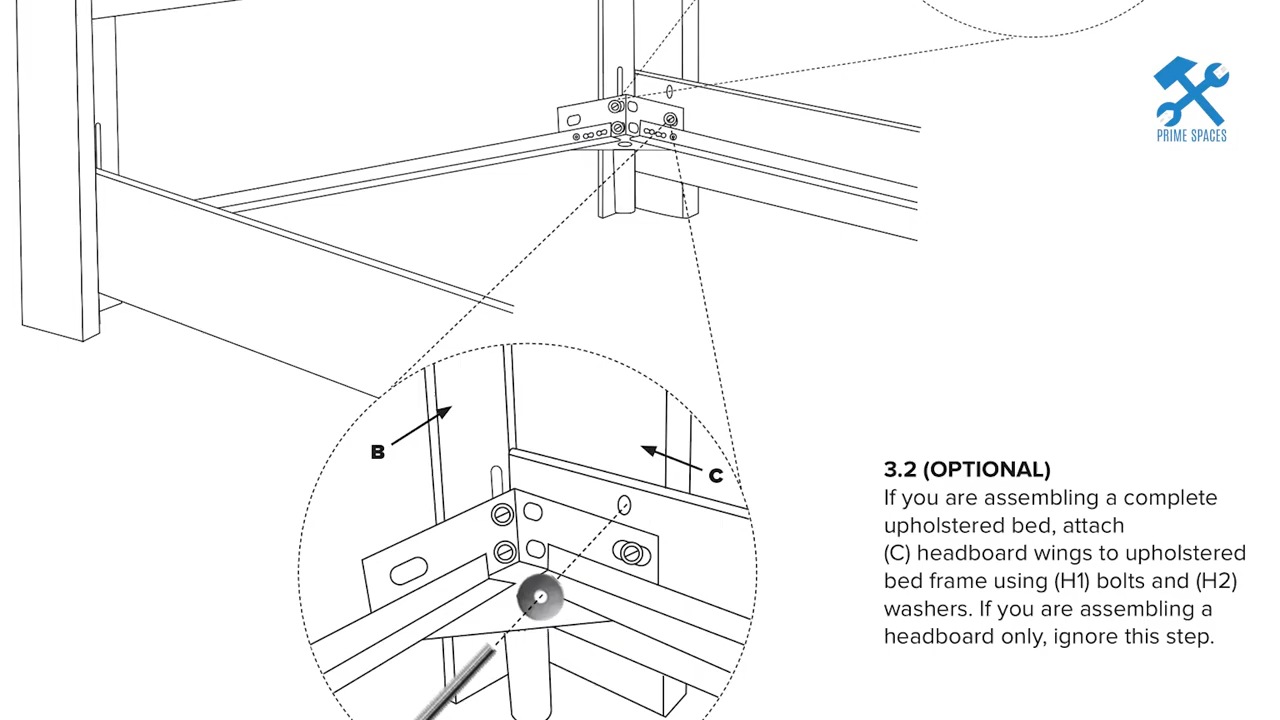 PRIME SPACES
B
C
3.2 (OPTIONAL)
If you are assembling a complete
upholstered bed, attach
(C) headboard wings to upholstered
bed frame using (H1) bolts and (H2)
washers. If you are assembling a
headboard only, ignore this step.